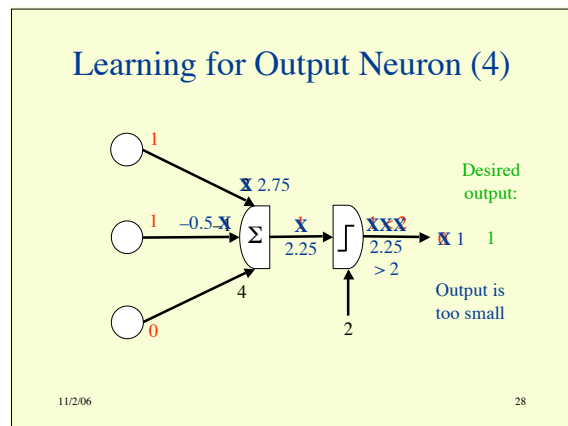 Learning for Output Neuron (4)
1
X 2.75
Desired
output:
1
–0.5 X
Σ
X
2.25
XXX
2.25
> 2
X 1
1
4
Output is
too small
0
2
11/2/06
28